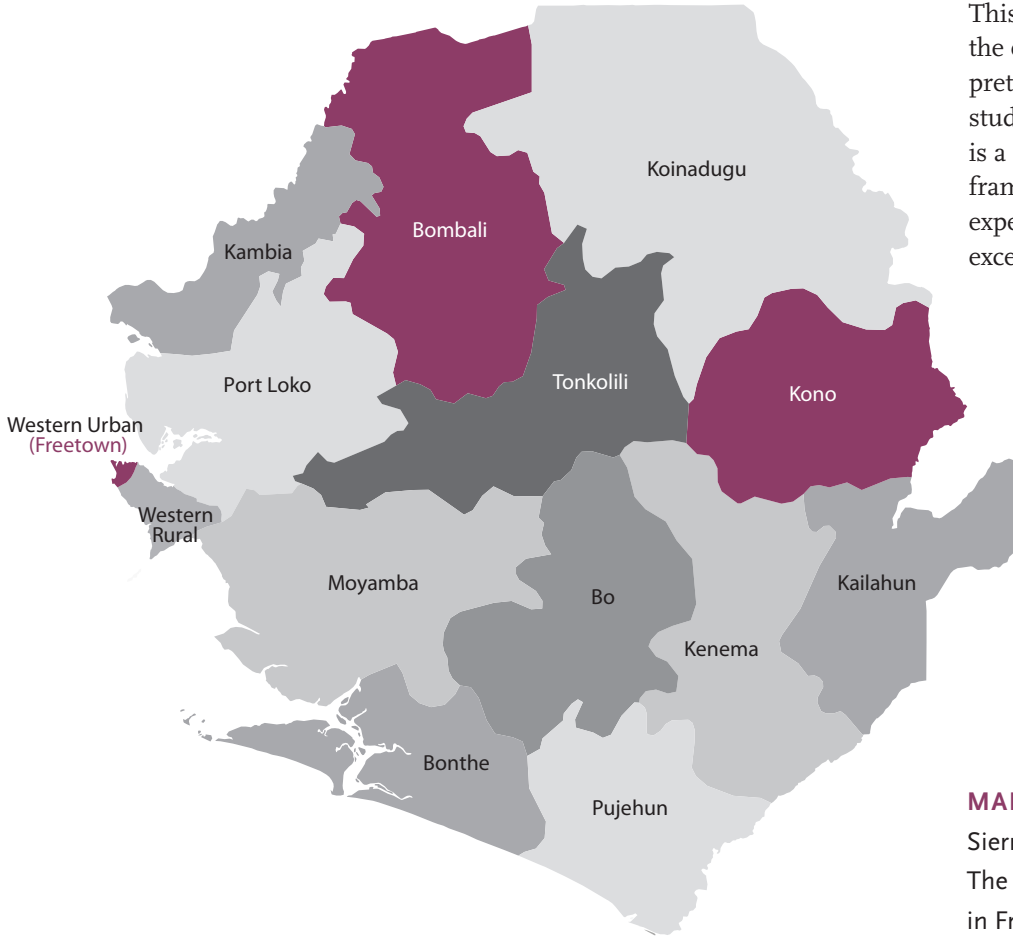 This
the
pret
stud
is a
fram
expe
exce
Koinadugu
Bombali
Kambia
Tonkolili
Port Loko
Kono
Western Urban
(Freetown)
Western
Rural
Moyamba
Bo
Kailahun
Kenema
Bonthe
Pujehun
Sierr
The
in Fr